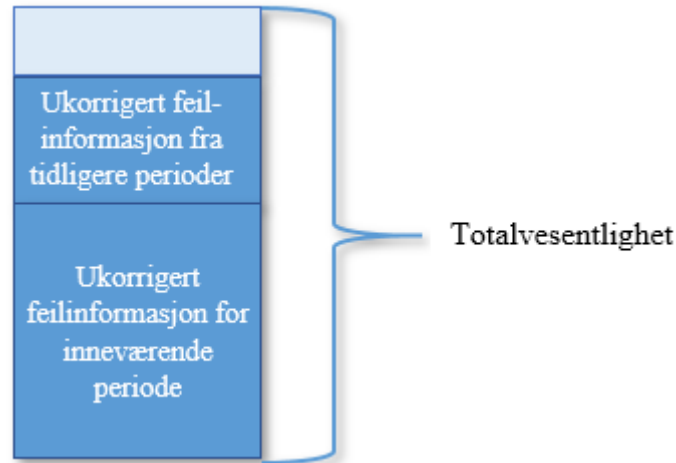 Ukorrigert feil-
informasjon fra
tidligere perioder
Totalvesentlighet
Ukorrigert
feilinformasjon for
inneværende
periode